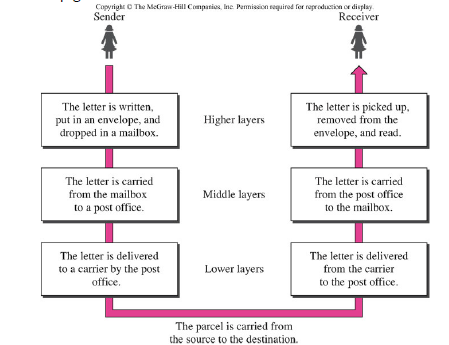 Copyright © The McGraw-Hill Companies, Inc. Permission required for reproduction or display.
Sender
Receiver
The letter is written,
put in an envelope, and
dropped in a mailbox.
Higher layers
The letter is picked up,
removed from the
envelope, and read.
The letter is carried
from the mailbox
to a post office.
Middle layers
The letter is carried
from the post office
to the mailbox.
The letter is delivered
to a carrier by the post
office.
Lower layers
The letter is delivered
from the carrier
to the post office.
The parcel is carried from
the source to the destination.